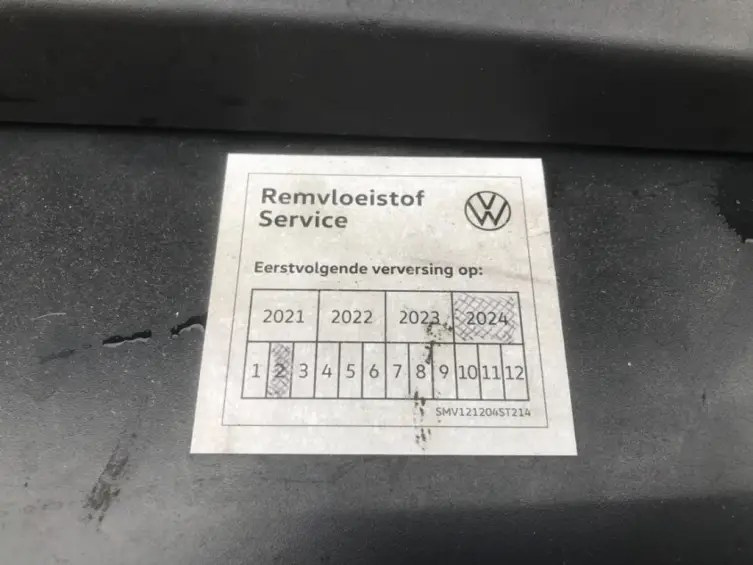 Remvloeistof
Service
Eerstvolgende verversing op:
2021 2022 2023 2024
1 2 3 4 5 6 7 8 9 10 11 12
SMV121204ST214